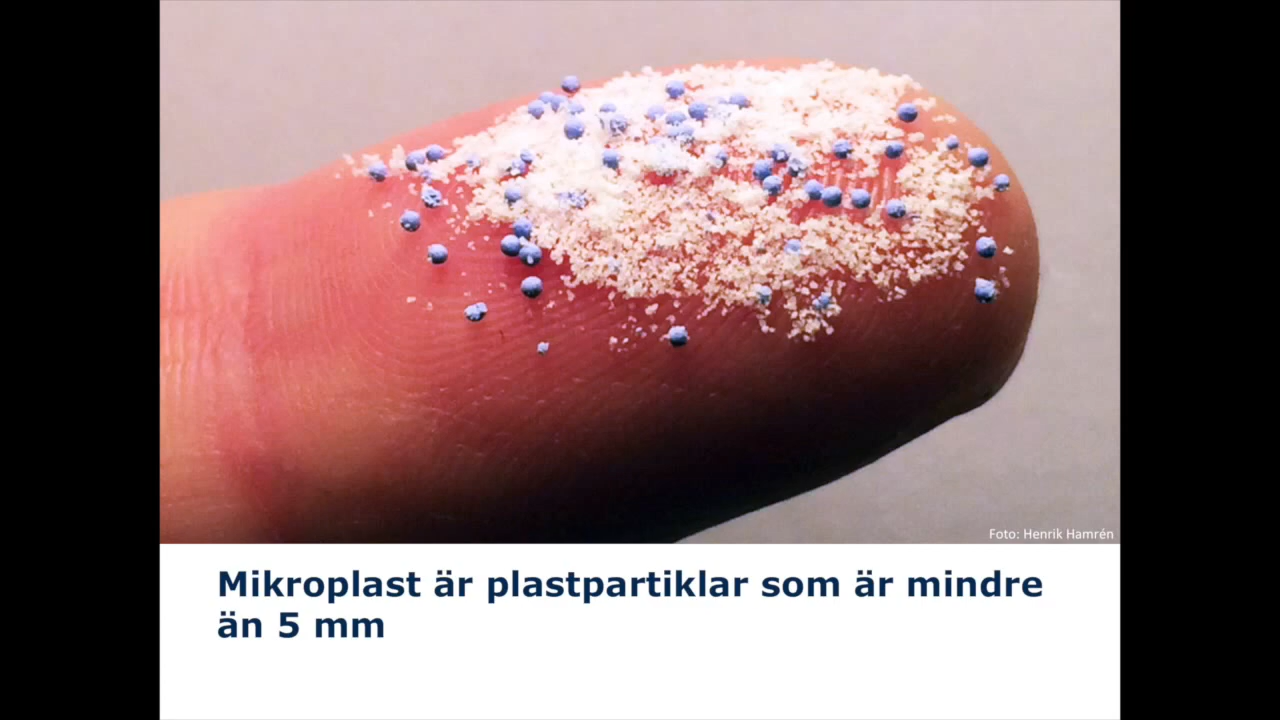 Foto: Henrik Hamrén
Mikroplast är plastpartiklar som är mindre
än 5 mm